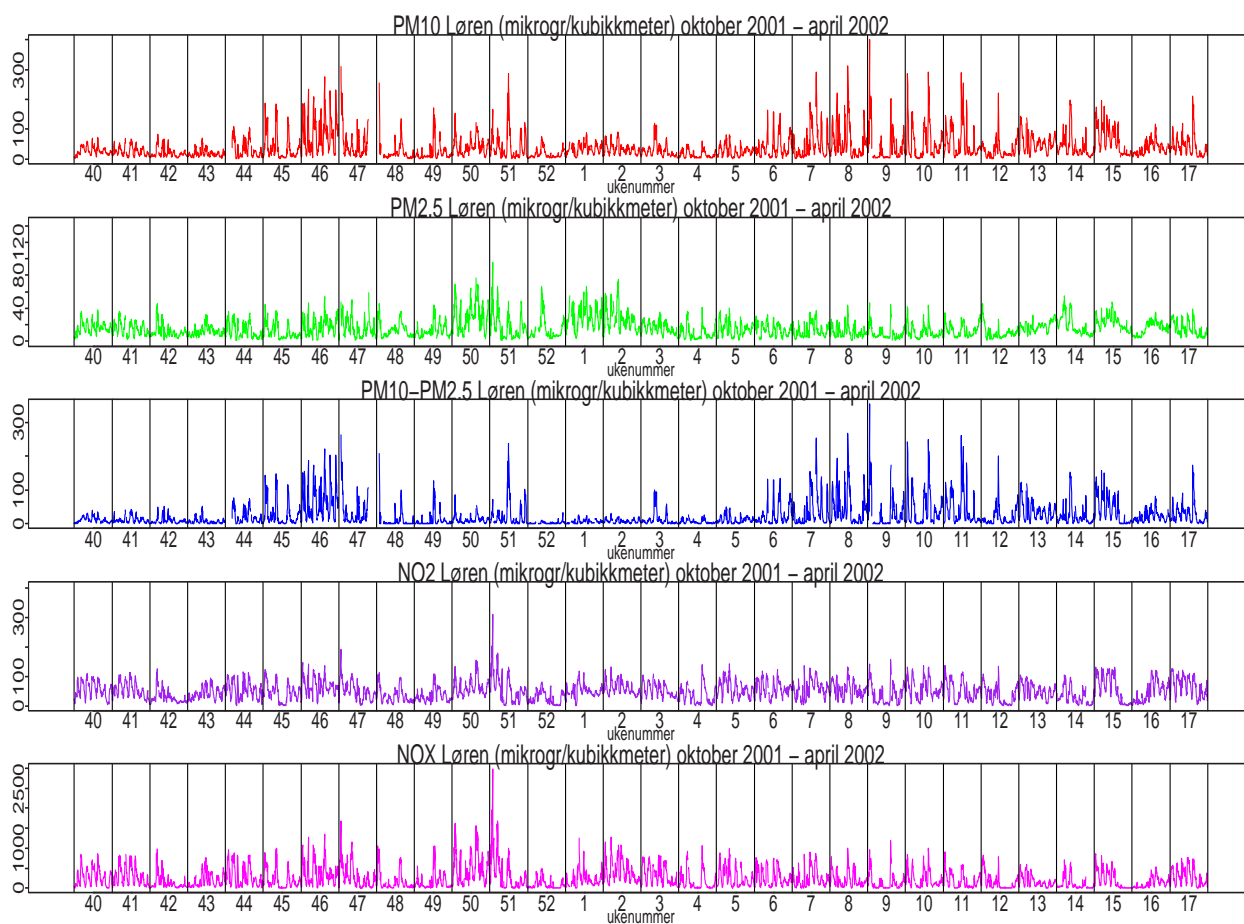 PM10 Løren (mikrogr/kubikkmeter) oktober 2001 – april 2002
0 100 300
40 41 42 43 44 45 46 47 48 49 50 51 52 1 2 3 4 5 6 7 8 9 10 11 12 13 14 15 16 17
ukenummer
PM2.5 Løren (mikrogr/kubikkmeter) oktober 2001 – april 2002
0 40 80 120
40 41 42 43 44 45 46 47 48 49 50 51 52 1 2 3 4 5 6 7 8 9 10 11 12 13 14 15 16 17
ukenummer
PM10–PM2.5 Løren (mikrogr/kubikkmeter) oktober 2001 – april 2002
0 100 300
40 41 42 43 44 45 46 47 48 49 50 51 52 1 2 3 4 5 6 7 8 9 10 11 12 13 14 15 16 17
ukenummer
NO2 Løren (mikrogr/kubikkmeter) oktober 2001 – april 2002
0 100 300
40 41 42 43 44 45 46 47 48 49 50 51 52 1 2 3 4 5 6 7 8 9 10 11 12 13 14 15 16 17
ukenummer
NOX Løren (mikrogr/kubikkmeter) oktober 2001 – april 2002
0 1000 2500
40 41 42 43 44 45 46 47 48 49 50 51 52 1 2 3 4 5 6 7 8 9 10 11 12 13 14 15 16 17
ukenummer